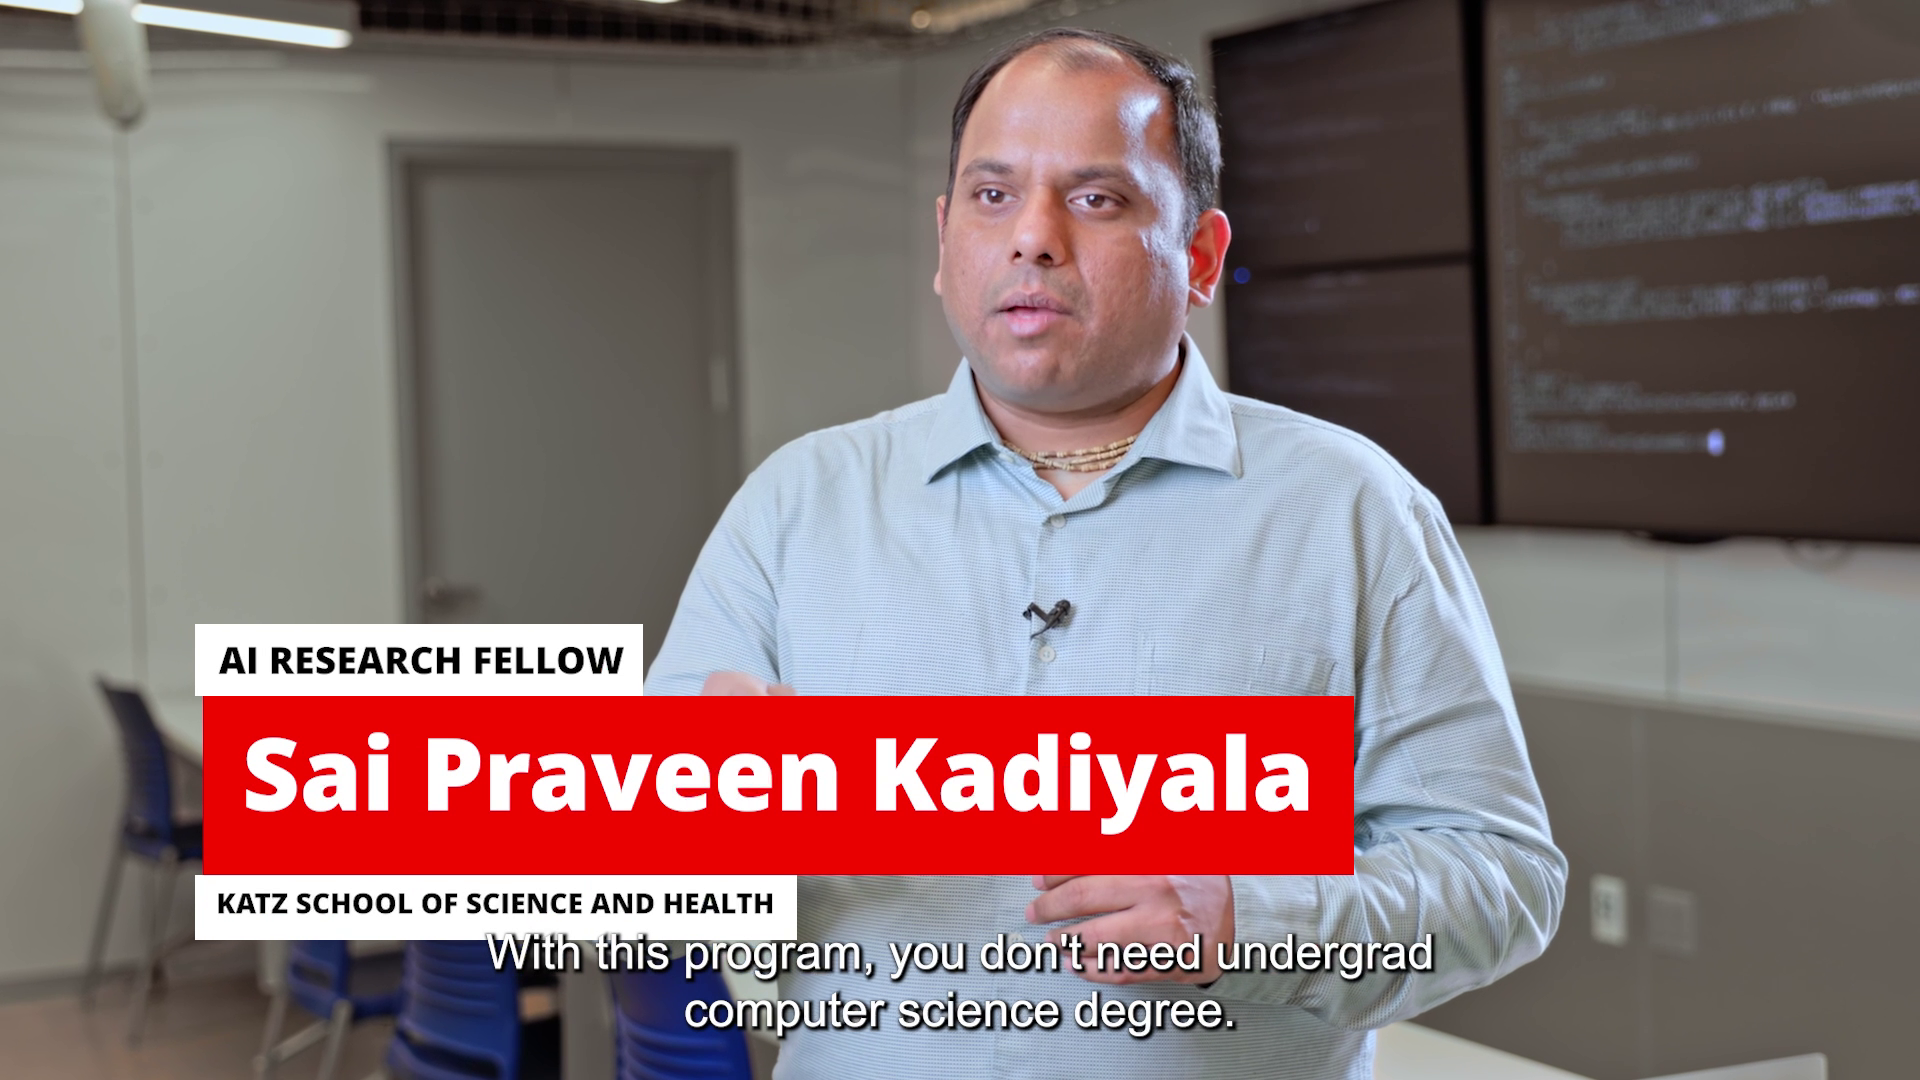 AI RESEARCH FELLOW
Sai Praveen Kadiyala
KATZ SCHOOL OF SCIENCE AND HEALTH
With this program, you don't need undergrad
computer science degree.